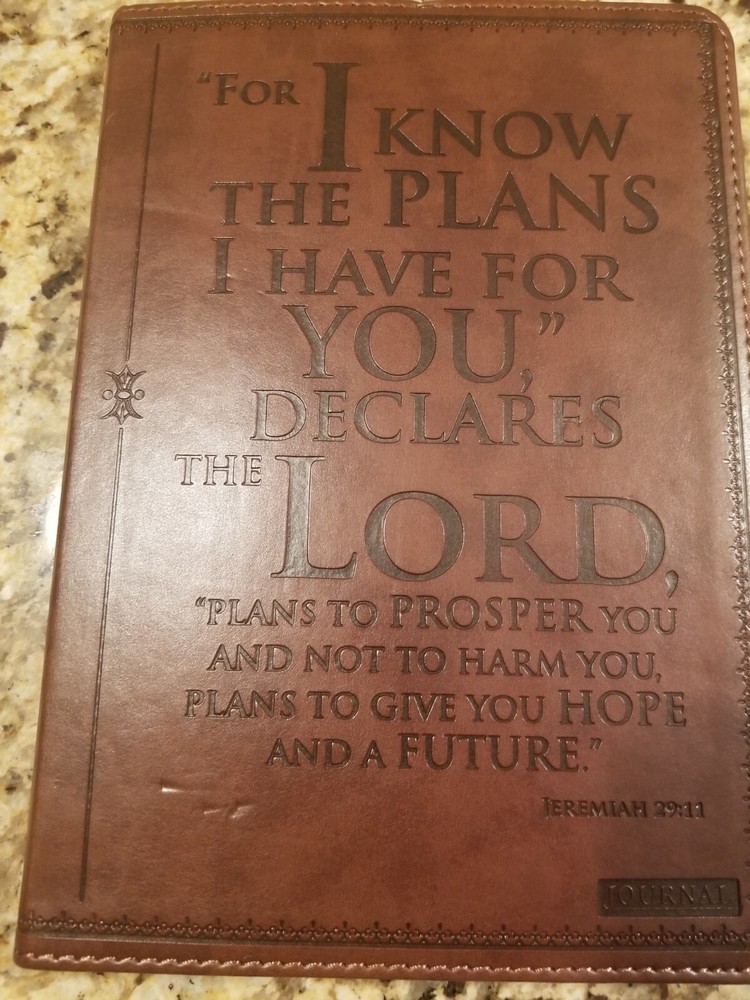 “FOR I KNOW
THE PLANS
I HAVE FOR
YOU,”
DECLARES
THE LORD,
“PLANS TO PROSPER YOU
AND NOT TO HARM YOU,
PLANS TO GIVE YOU HOPE
AND A FUTURE.”
JEREMIAH 29:11
JOURNAL